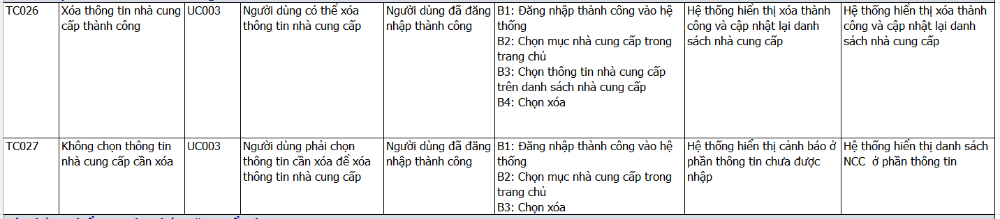 TC026
Xóa thông tin nhà cung
cấp thành công
UC003
Người dùng có thể xóa
thông tin nhà cung cấp
Người dùng đã đăng
nhập thành công
B1: Đăng nhập thành công vào hệ
thống
B2: Chọn mục nhà cung cấp trong
trang chủ
B3: Chọn thông tin nhà cung cấp
trên danh sách nhà cung cấp
B4: Chọn xóa
Hệ thống hiển thị xóa thành
công và cập nhật lại danh
sách nhà cung cấp
Hệ thống hiển thị xóa thành
công và cập nhật lại danh
sách nhà cung cấp
TC027
Không chọn thông tin
nhà cung cấp cần xóa
UC003
Người dùng phải chọn
thông tin cần xóa để xóa
thông tin nhà cung cấp
Người dùng đã đăng
nhập thành công
B1: Đăng nhập thành công vào hệ
thống
B2: Chọn mục nhà cung cấp trong
trang chủ
B3: Chọn xóa
Hệ thống hiển thị cảnh báo ở
phần thông tin chưa được
nhập
Hệ thống hiển thị danh sách
NCC  ở phần thông tin